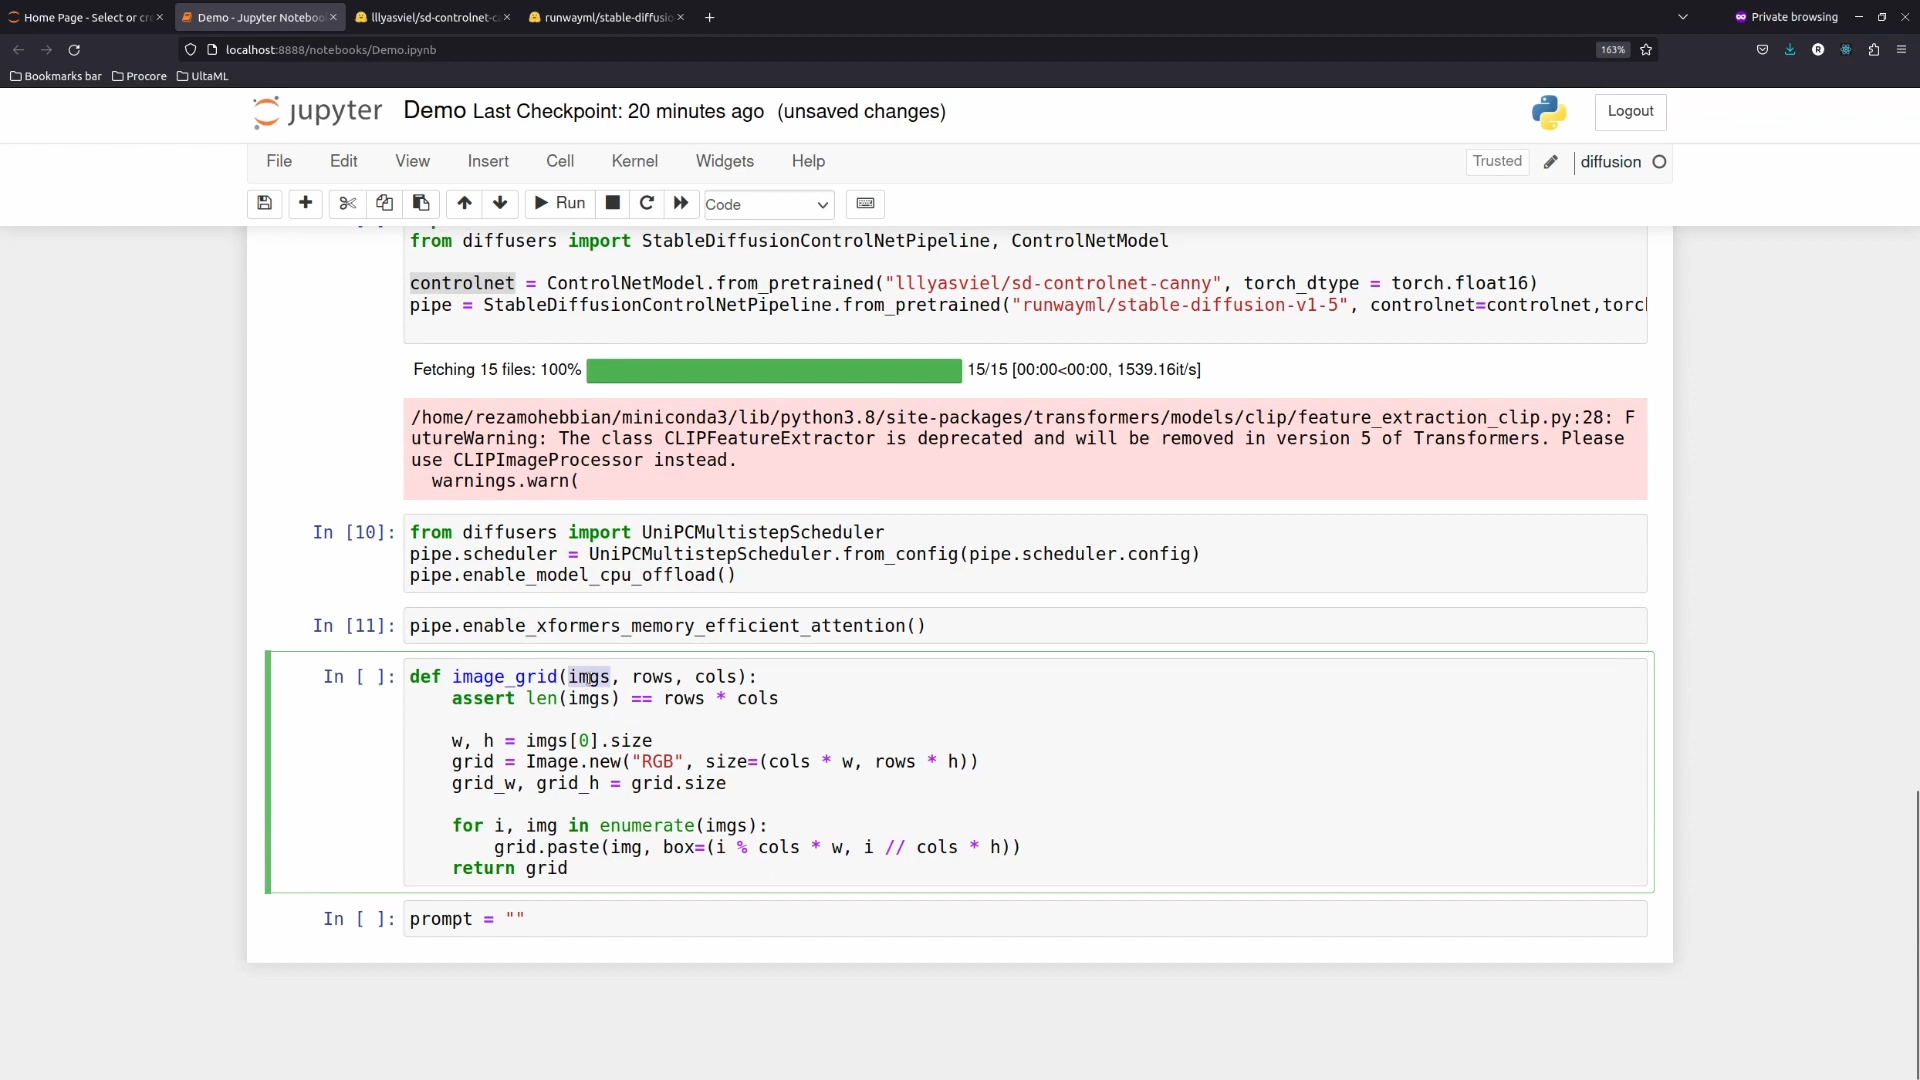 Home Page - Select or cr
Demo - Jupyter Noteboo
lllyasviel/sd-controlnet-c
runwayml/stable-diffusio
Private browsing
localhost:8888/notebooks/Demo.ipynb
163%
Bookmarks bar
Procore
UltaML
jupyter
Demo Last Checkpoint: 20 minutes ago (unsaved changes)
Logout
File Edit View Insert Cell Kernel Widgets Help
Trusted
diffusion
Run
Code
from diffusers import StableDiffusionControlNetPipeline, ControlNetModel
controlnet = ControlNetModel.from_pretrained("lllyasviel/sd-controlnet-canny", torch_dtype = torch.float16)
pipe = StableDiffusionControlNetPipeline.from_pretrained("runwayml/stable-diffusion-v1-5", controlnet=controlnet,torc
Fetching 15 files: 100%
15/15 [00:00<00:00, 1539.16it/s]
/home/rezamohebbian/miniconda3/lib/python3.8/site-packages/transformers/models/clip/feature_extraction_clip.py:28: F
utureWarning: The class CLIPFeatureExtractor is deprecated and will be removed in version 5 of Transformers. Please
use CLIPImageProcessor instead.
warnings.warn(
In [10]:
from diffusers import UniPCMultistepScheduler
pipe.scheduler = UniPCMultistepScheduler.from_config(pipe.scheduler.config)
pipe.enable_model_cpu_offload()
In [11]:
pipe.enable_xformers_memory_efficient_attention()
In [ ]:
def image_grid(imgs, rows, cols):
assert len(imgs) == rows * cols
w, h = imgs[0].size
grid = Image.new("RGB", size=(cols * w, rows * h))
grid_w, grid_h = grid.size
for i, img in enumerate(imgs):
grid.paste(img, box=(i % cols * w, i // cols * h))
return grid
In [ ]:
prompt = ""